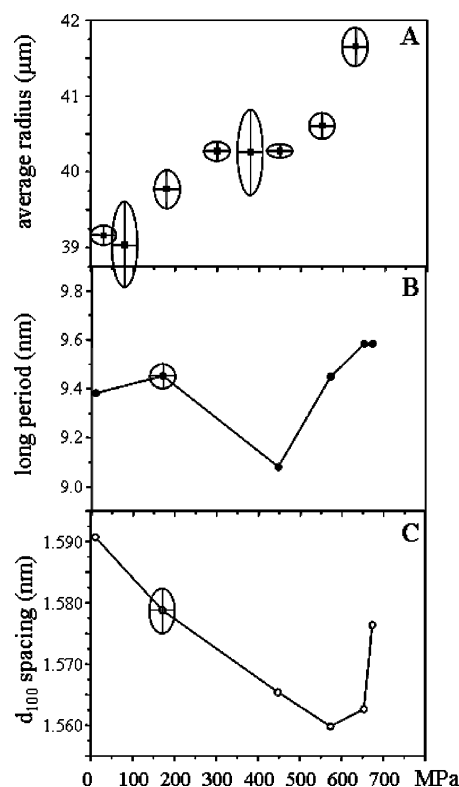 42
A
41
40
39
average radius (μm)
B
9.8
9.6
9.4
9.2
9.0
long period (nm)
C
1.590
1.580
1.570
1.560
d100 spacing (nm)
0 100 200 300 400 500 600 700 MPa